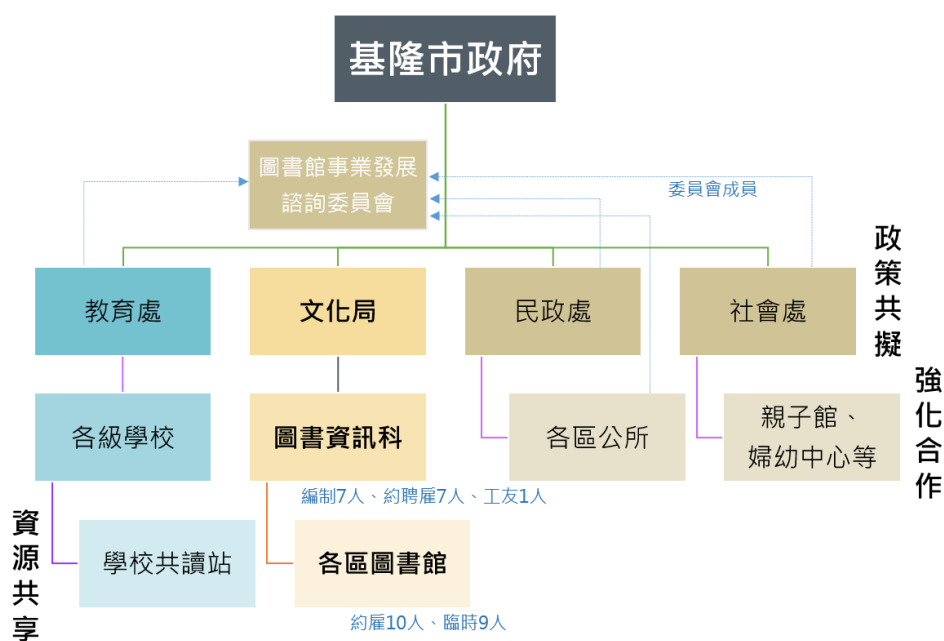 基隆市政府
圖書館事業發展
諮詢委員會
委員會成員
政策共擬
教育處
文化局
民政處
社會處
強化合作
各級學校
圖書資訊科
各區公所
親子館、
婦幼中心等
編制7人、約聘雇7人、工友1人
資源共享
學校共讀站
各區圖書館
約雇10人、臨時9人